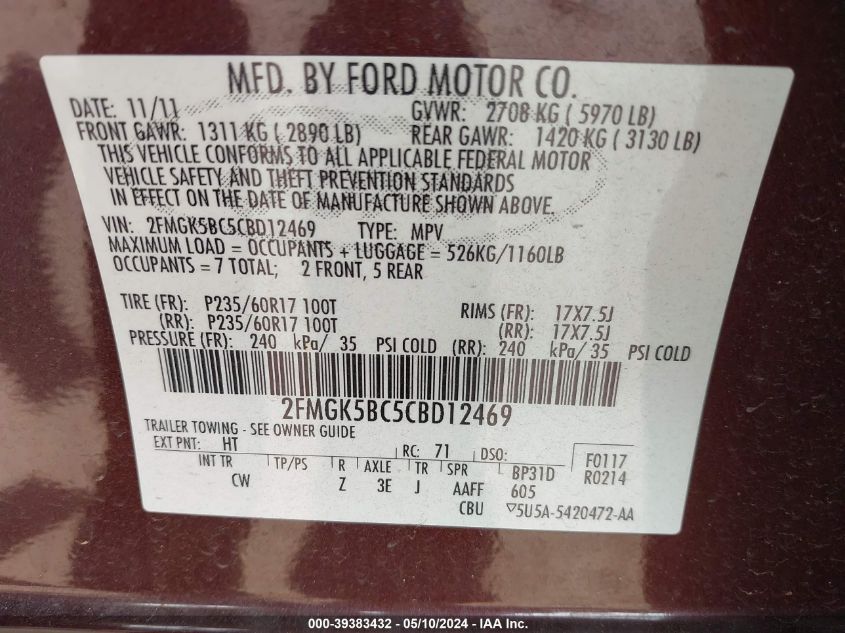 MFD. BY FORD MOTOR CO.
DATE: 11/11 GVWR: 2708 KG ( 5970 LB)
FRONT GAWR: 1311 KG ( 2890 LB) REAR GAWR: 1420 KG ( 3130 LB)
THIS VEHICLE CONFORMS TO ALL APPLICABLE FEDERAL MOTOR
VEHICLE SAFETY AND THEFT PREVENTION STANDARDS
IN EFFECT ON THE DATE OF MANUFACTURE SHOWN ABOVE.
VIN: 2FMGK5BC5CBD12469 TYPE: MPV
MAXIMUM LOAD = OCCUPANTS + LUGGAGE = 526KG/1160LB
OCCUPANTS = 7 TOTAL; 2 FRONT, 5 REAR
TIRE (FR): P235/60R17 100T RIMS (FR): 17X7.5J
(RR): P235/60R17 100T (RR): 17X7.5J
PRESSURE (FR): 240 kPa/ 35 PSI COLD (RR): 240 kPa/ 35 PSI COLD
2FMGK5BC5CBD12469
TRAILER TOWING - SEE OWNER GUIDE
EXT PNT: HT RC: 71 DSO: F0117
INT TR TP/PS R AXLE TR SPR BP31D R0214
CW Z 3E J AAFF 605
CBU ▽5U5A-5420472-AA
000-39383432 - 05/10/2024 - IAAI, Inc.